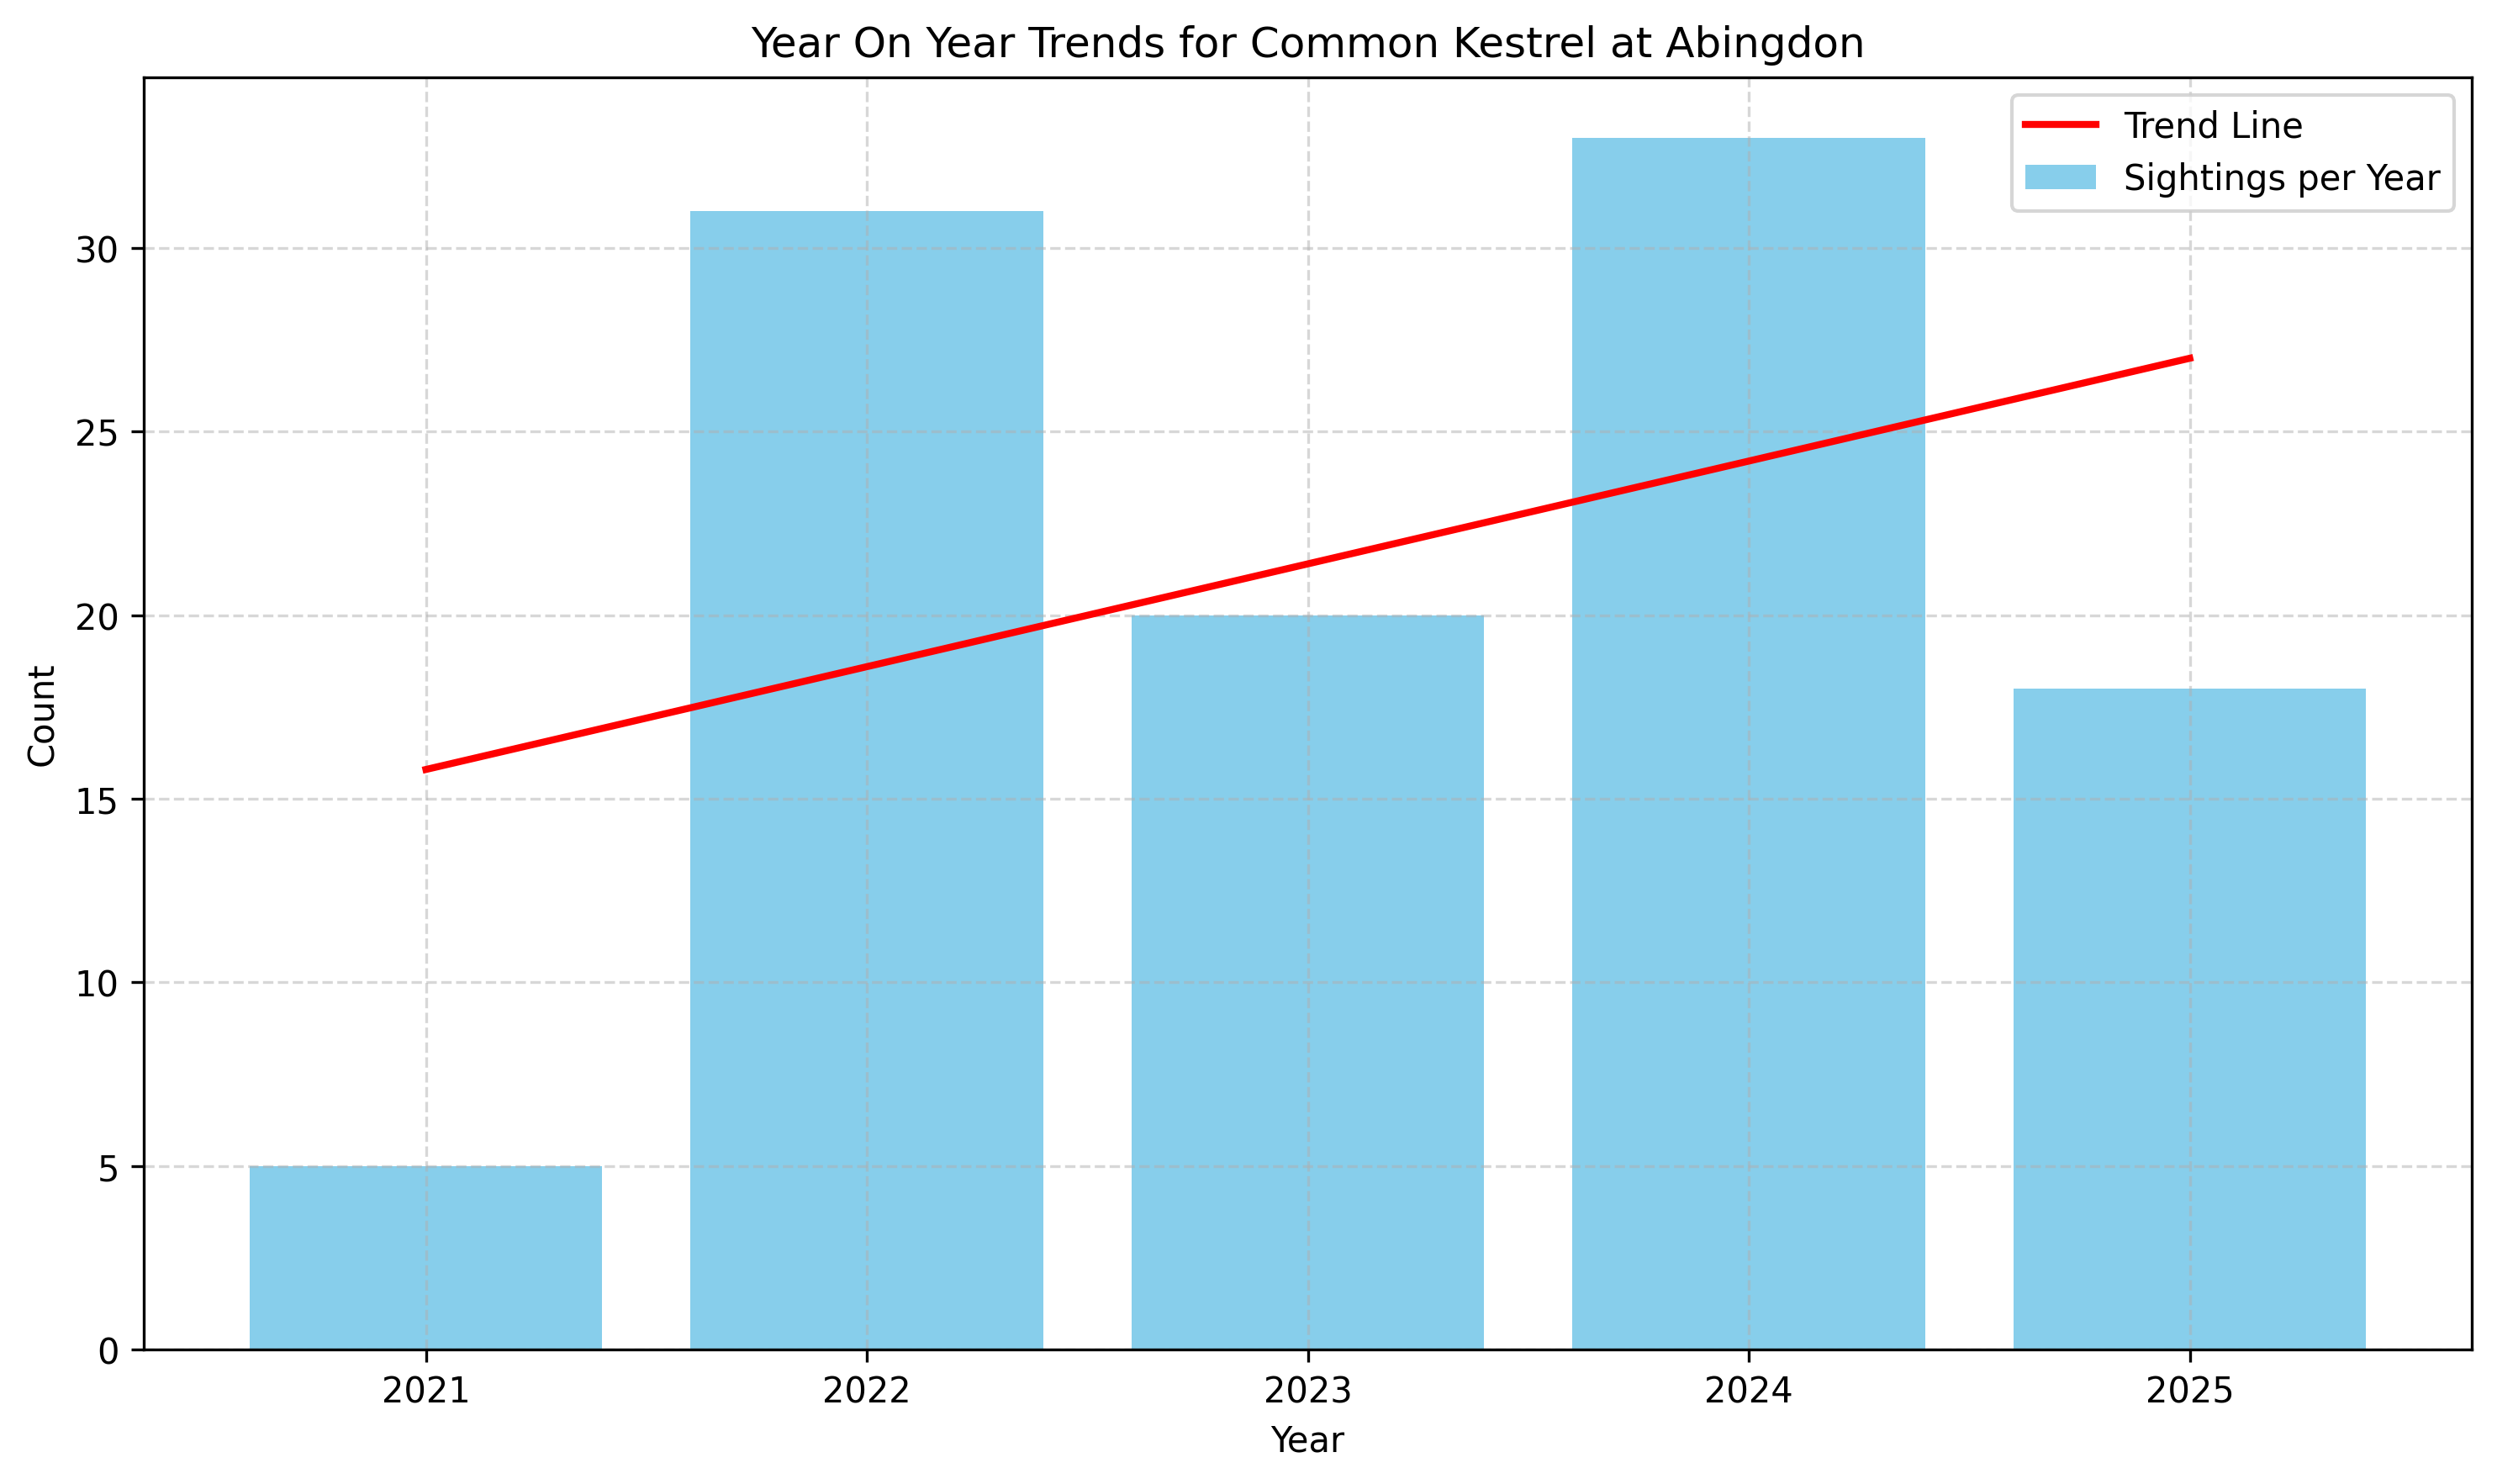 Year On Year Trends for Common Kestrel at Abingdon
Trend Line
Sightings per Year
30
25
20
15
10
5
0
Count
2021 2022 2023 2024 2025
Year